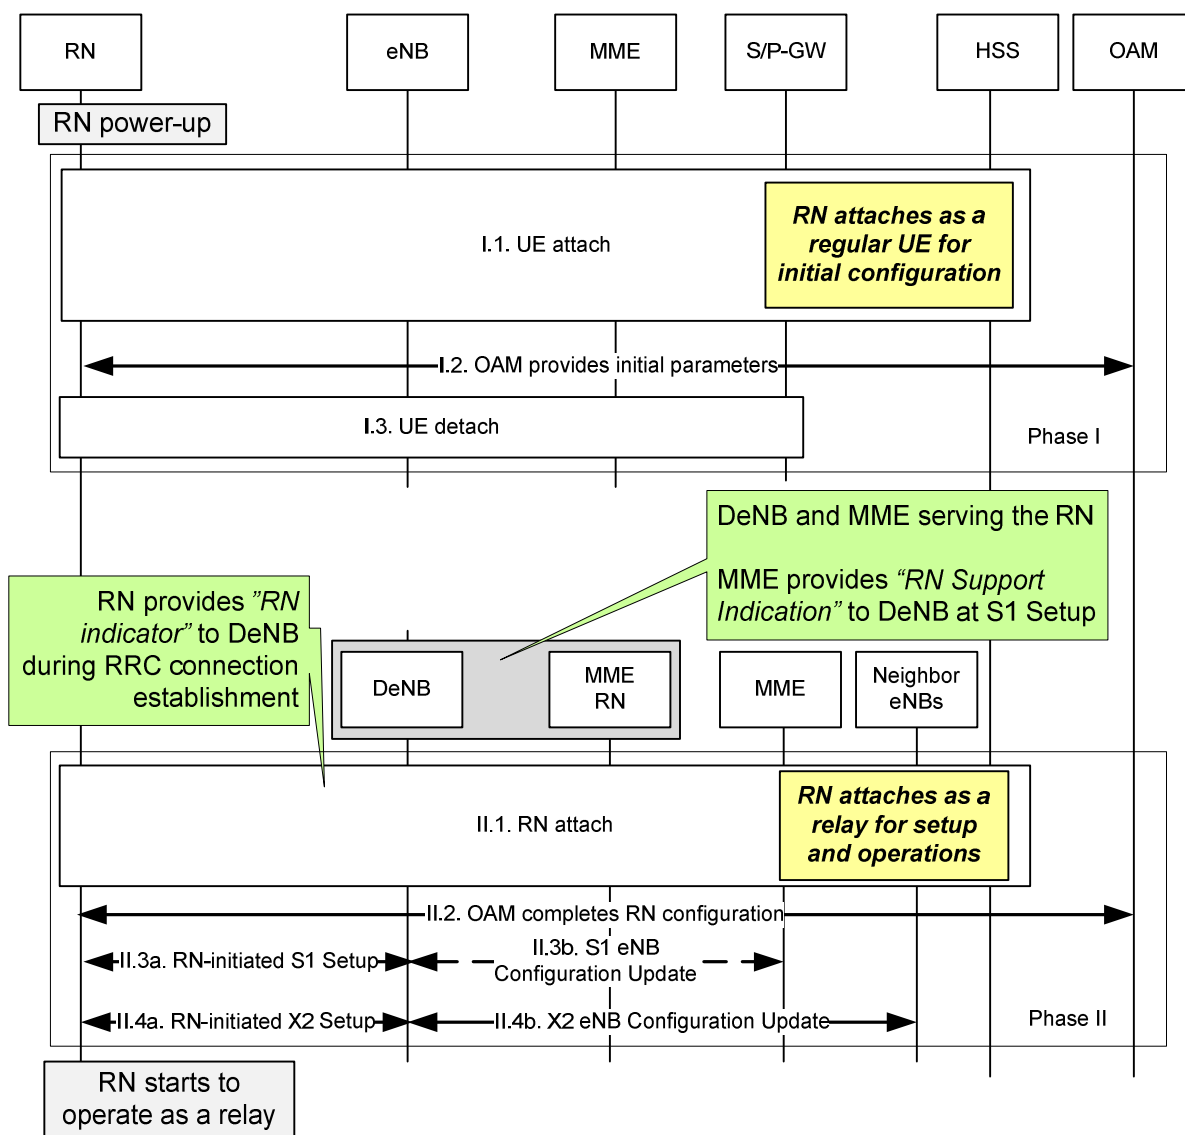 RN
eNB
MME
S/P-GW
HSS
OAM
RN power-up
I.1. UE attach
RN attaches as a
regular UE for
initial configuration
I.2. OAM provides initial parameters
I.3. UE detach
Phase I
DeNB and MME serving the RN
MME provides “RN Support
Indication” to DeNB at S1 Setup
RN provides ”RN
indicator” to DeNB
during RRC connection
establishment
DeNB
MME
RN
MME
Neighbor
eNBs
II.1. RN attach
RN attaches as a
relay for setup
and operations
II.2. OAM completes RN configuration
II.3a. RN-initiated S1 Setup
II.3b. S1 eNB
Configuration Update
II.4a. RN-initiated X2 Setup
II.4b. X2 eNB Configuration Update
Phase II
RN starts to
operate as a relay